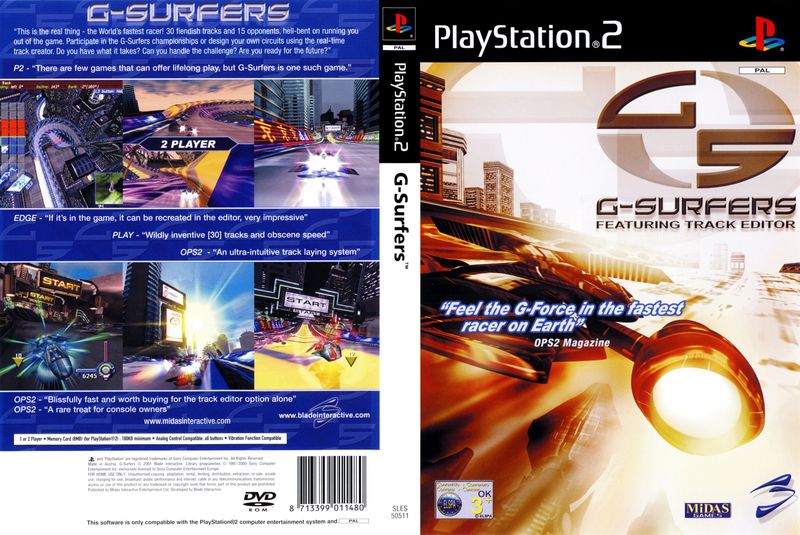 G-SURFERS
"This is the real thing - the World's fastest racer! 30 fiendish tracks and 15 opponents, hell-bent on running you
out of the game. Participate in the G-Surfers championships or design your own circuits using the real-time
track creator. Do you have what it takes? Can you handle the challenge? Are you ready for the future?"
P2 - "There are few games that can offer lifelong play, but G-Surfers is one such game."
2 PLAYER
EDGE - "If it's in the game, it can be recreated in the editor, very impressive"
PLAY - "Wildly inventive [30] tracks and obscene speed"
OPS2 - "An ultra-intuitive track laying system"
START
START
6245
OPS2 - "Blissfully fast and worth buying for the track editor option alone"
OPS2 - "A rare treat for console owners"
www.midasinteractive.com
www.bladeinteractive.com
1 or 2 Player • Memory Card (8MB) (for PlayStation®2) : 180KB minimum • Analog Control Compatible: all buttons • Vibration Function Compatible
DVD
ROM
8 713399 011480
This software is only compatible with the PlayStation®2 computer entertainment system and PAL
PAL
PlayStation®2
G-Surfers™
SLES
50511
PlayStation®2
PAL
GS
G-SURFERS
FEATURING TRACK EDITOR
"Feel the G-Force in the fastest
racer on Earth"
OPS2 Magazine
ELSPA
OK
3+
©ELSPA
MiDAS
GAMES